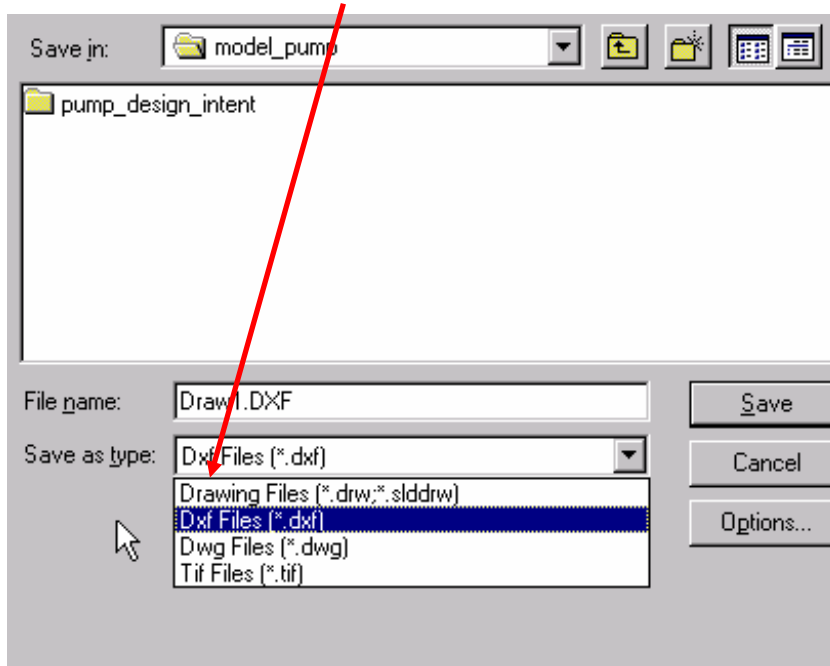 Save in: model_pump
pump_design_intent
File name: Draw1.DXF Save
Save as type: Dxf Files (*.dxf) Cancel
Drawing Files (*.drw;*.slddrw)
Dxf Files (*.dxf) Options...
Dwg Files (*.dwg)
Tif Files (*.tif)